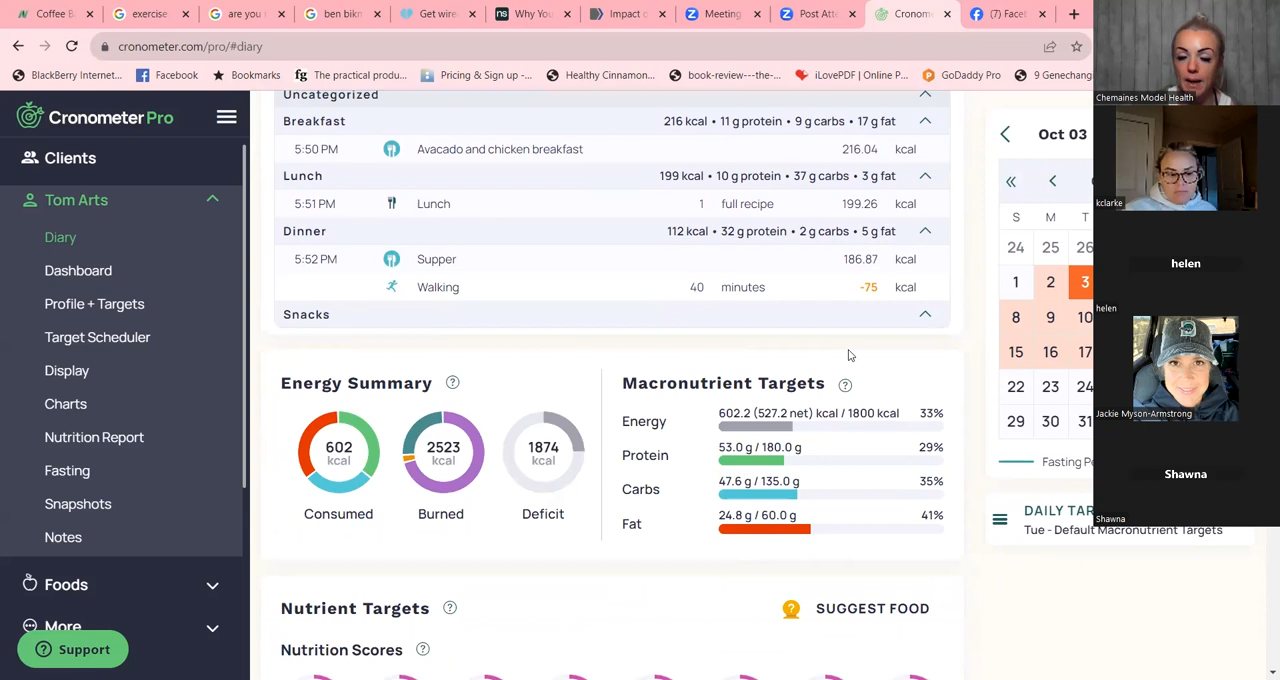 Coffee B
exercise
are you
ben bikn
Get wire
ns Why You
Impact c
Meeting
Post Atta
Cronome
(7) Face
cronometer.com/pro/#diary
BlackBerry Internet...
Facebook
Bookmarks
fg The practical produ...
Pricing & Sign up -...
Healthy Cinnamon...
book-review---the-...
iLovePDF | Online P...
GoDaddy Pro
9 Genechang
CronometerPro
Clients
Tom Arts
Diary
Dashboard
Profile + Targets
Target Scheduler
Display
Charts
Nutrition Report
Fasting
Snapshots
Notes
Foods
More
Support
Uncategorized
Breakfast 216 kcal • 11 g protein • 9 g carbs • 17 g fat
5:50 PM Avacado and chicken breakfast 216.04 kcal
Lunch 199 kcal • 10 g protein • 37 g carbs • 3 g fat
5:51 PM Lunch 1 full recipe 199.26 kcal
Dinner 112 kcal • 32 g protein • 2 g carbs • 5 g fat
5:52 PM Supper 186.87 kcal
Walking 40 minutes -75 kcal
Snacks
Energy Summary ?
602 kcal
Consumed
2523 kcal
Burned
1874 kcal
Deficit
Macronutrient Targets ?
Energy 602.2 (527.2 net) kcal / 1800 kcal 33%
Protein 53.0 g / 180.0 g 29%
Carbs 47.6 g / 135.0 g 35%
Fat 24.8 g / 60.0 g 41%
Nutrient Targets ?
SUGGEST FOOD
Nutrition Scores ?
Oct 03
S M T
24 25 26
1 2 3
8 9 10
15 16 17
22 23 24
29 30 31
Fasting Pe
DAILY TAR
Tue - Default Macronutrient Targets
Chemaines Model Health
kclarke
helen
helen
Jackie Myson-Armstrong
Shawna
Shawna